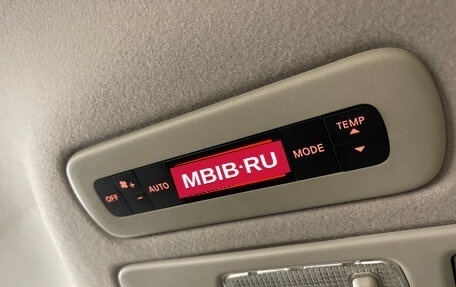 TEMP
MODE
MBIB·RU
AUTO
+
-
OFF